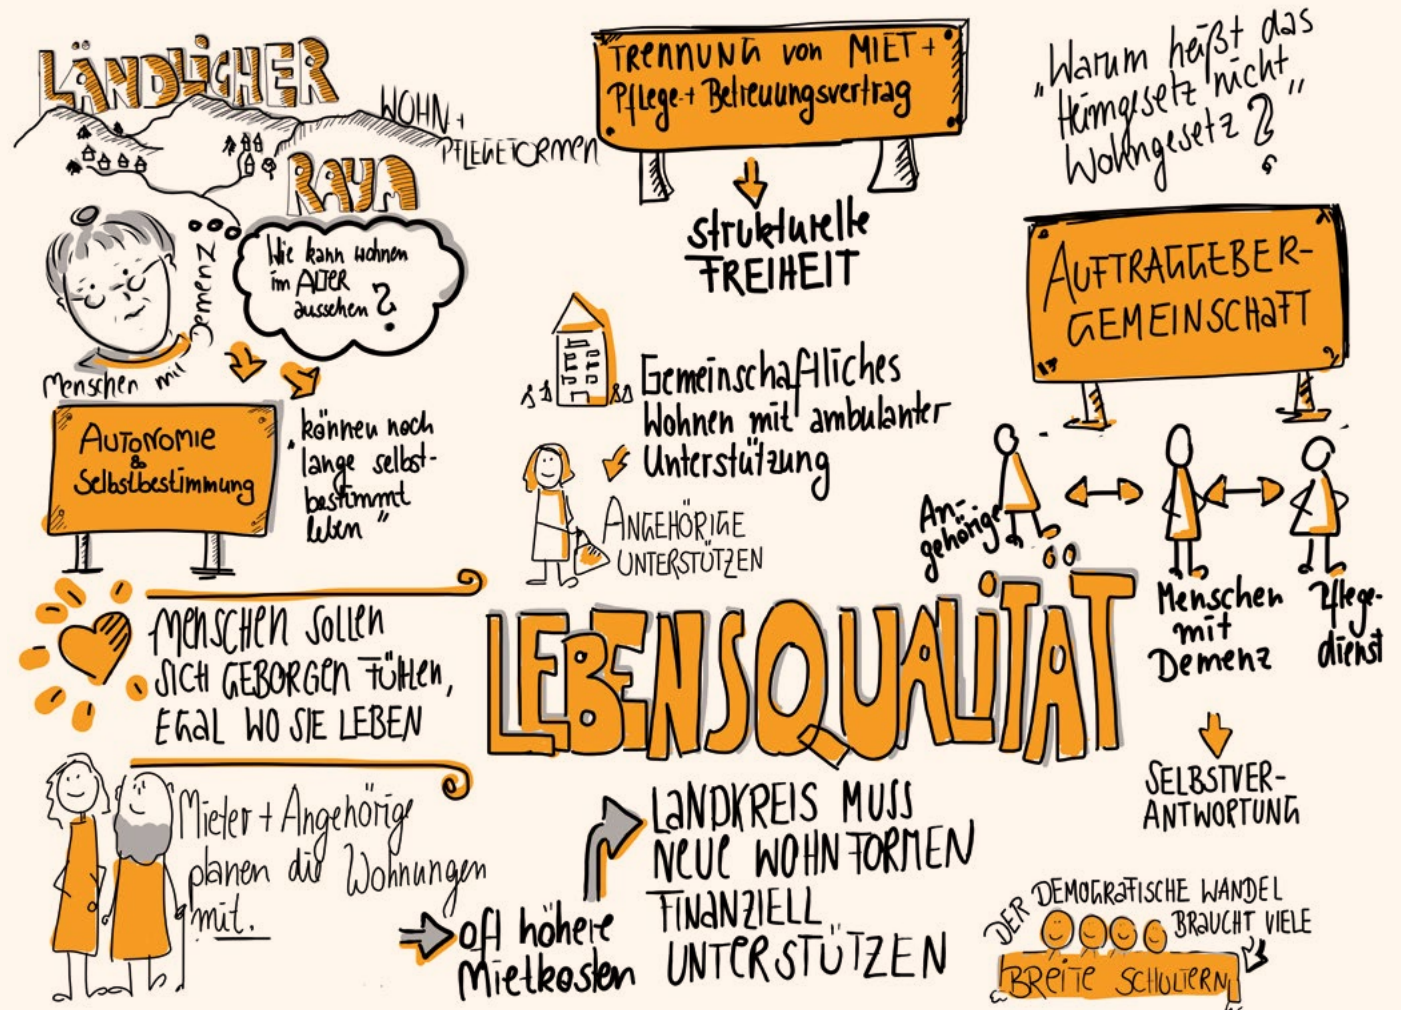 LÄNDLICHER
RAUM
WOHN +
PFLEGEFORMEN
Menschen mit Demenz
Wie kann wohnen
im ALTER
aussehen?
AUTONOMIE
&
Selbstbestimmung
"können noch
lange selbst-
bestimmt
leben"
MENSCHEN SOLLEN
SICH GEBORGEN FÜHLEN,
EGAL WO SIE LEBEN
Mieter + Angehörige
planen die Wohnungen
mit.
TRENNUNG von MIET +
Pflege + Betreuungsvertrag
strukturelle
FREIHEIT
Gemeinschaftliches
Wohnen mit ambulanter
Unterstützung
ANGEHÖRIGE
UNTERSTÜTZEN
LEBENSQUALITÄT
oft höhere
Mietkosten
LANDKREIS MUSS
NEUE WOHNFORMEN
FINANZIELL
UNTERSTÜTZEN
"Warum heißt das
Heimgesetz nicht
Wohngesetz?"
AUFTRAGGEBER-
GEMEINSCHAFT
An-
gehörige
Menschen
mit
Demenz
Pflege-
dienst
SELBSTVER-
ANTWORTUNG
DER DEMOGRAFISCHE WANDEL
BRAUCHT VIELE
BREITE SCHULTERN